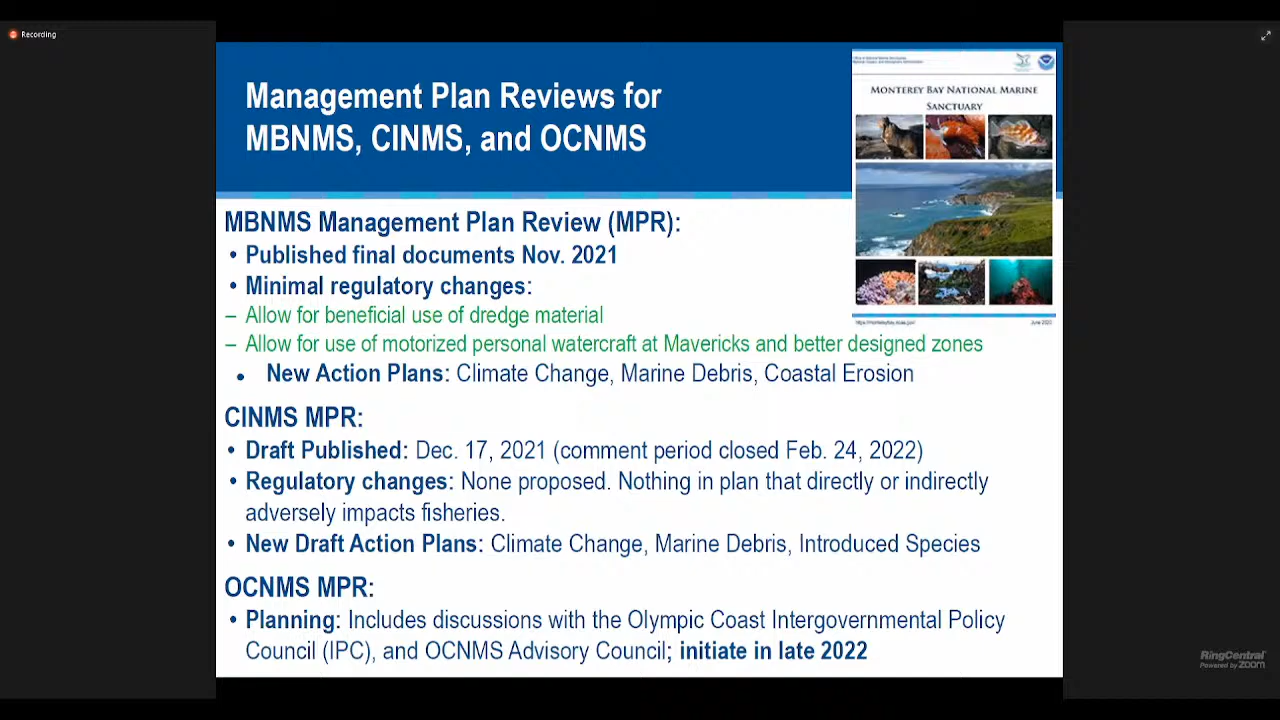 Recording
Management Plan Reviews for
MBNMS, CINMS, and OCNMS
MONTEREY BAY NATIONAL MARINE
SANCTUARY
https://montereybay.noaa.gov/
June 2020
MBNMS Management Plan Review (MPR):
• Published final documents Nov. 2021
• Minimal regulatory changes:
– Allow for beneficial use of dredge material
– Allow for use of motorized personal watercraft at Mavericks and better designed zones
• New Action Plans: Climate Change, Marine Debris, Coastal Erosion
CINMS MPR:
• Draft Published: Dec. 17, 2021 (comment period closed Feb. 24, 2022)
• Regulatory changes: None proposed. Nothing in plan that directly or indirectly
adversely impacts fisheries.
• New Draft Action Plans: Climate Change, Marine Debris, Introduced Species
OCNMS MPR:
• Planning: Includes discussions with the Olympic Coast Intergovernmental Policy
Council (IPC), and OCNMS Advisory Council; initiate in late 2022
RingCentral
Powered by zoom